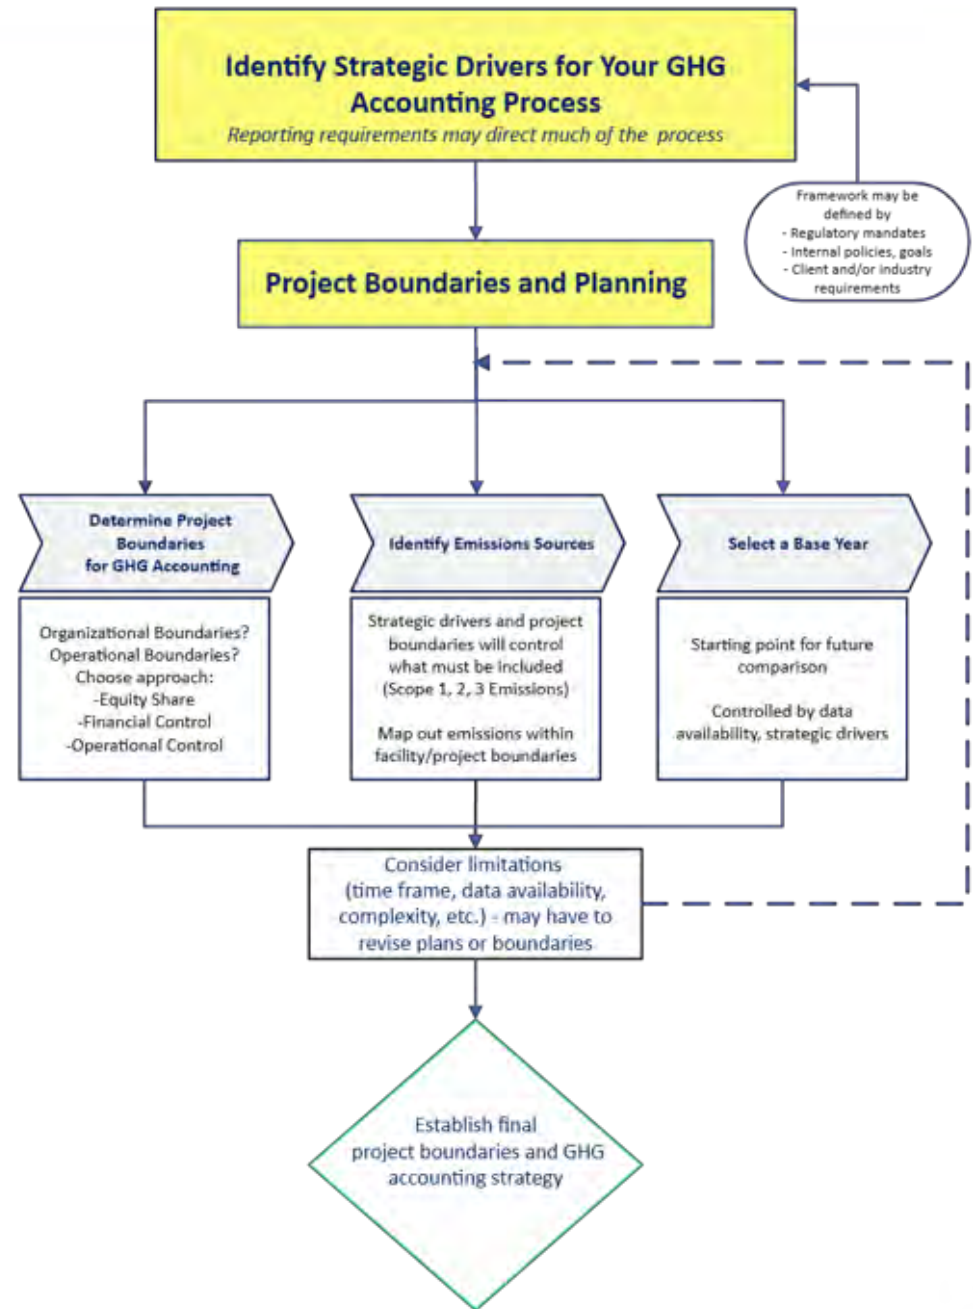 Identify Strategic Drivers for Your GHG
Accounting Process
Reporting requirements may direct much of the process
Framework may be
defined by
- Regulatory mandates
- Internal policies, goals
- Client and/or industry
requirements
Project Boundaries and Planning
Determine Project
Boundaries
for GHG Accounting
Organizational Boundaries?
Operational Boundaries?
Choose approach:
-Equity Share
-Financial Control
-Operational Control
Identify Emissions Sources
Strategic drivers and project
boundaries will control
what must be included
(Scope 1, 2, 3 Emissions)
Map out emissions within
facility/project boundaries
Select a Base Year
Starting point for future
comparison
Controlled by data
availability, strategic drivers
Consider limitations
(time frame, data availability,
complexity, etc.) - may have to
revise plans or boundaries
Establish final
project boundaries and GHG
accounting strategy